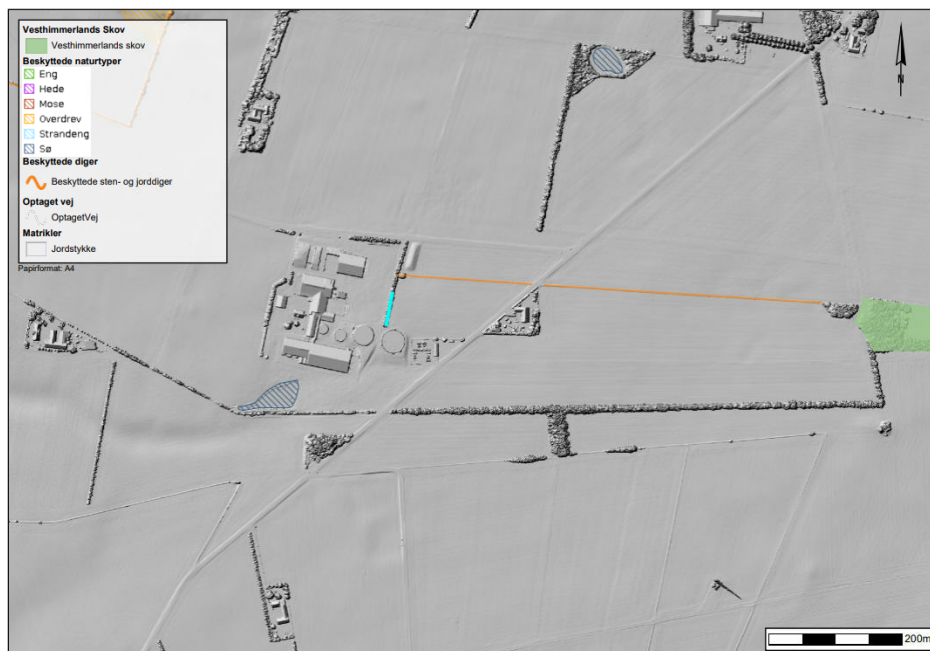 Vesthimmerlands Skov
Vesthimmerlands skov
Beskyttede naturtyper
Eng
Hede
Mose
Overdrev
Strandeng
Sø
Beskyttede diger
Beskyttede sten- og jorddiger
Optaget vej
OptagetVej
Matrikler
Jordstykke
Papirformat: A4
N
200m